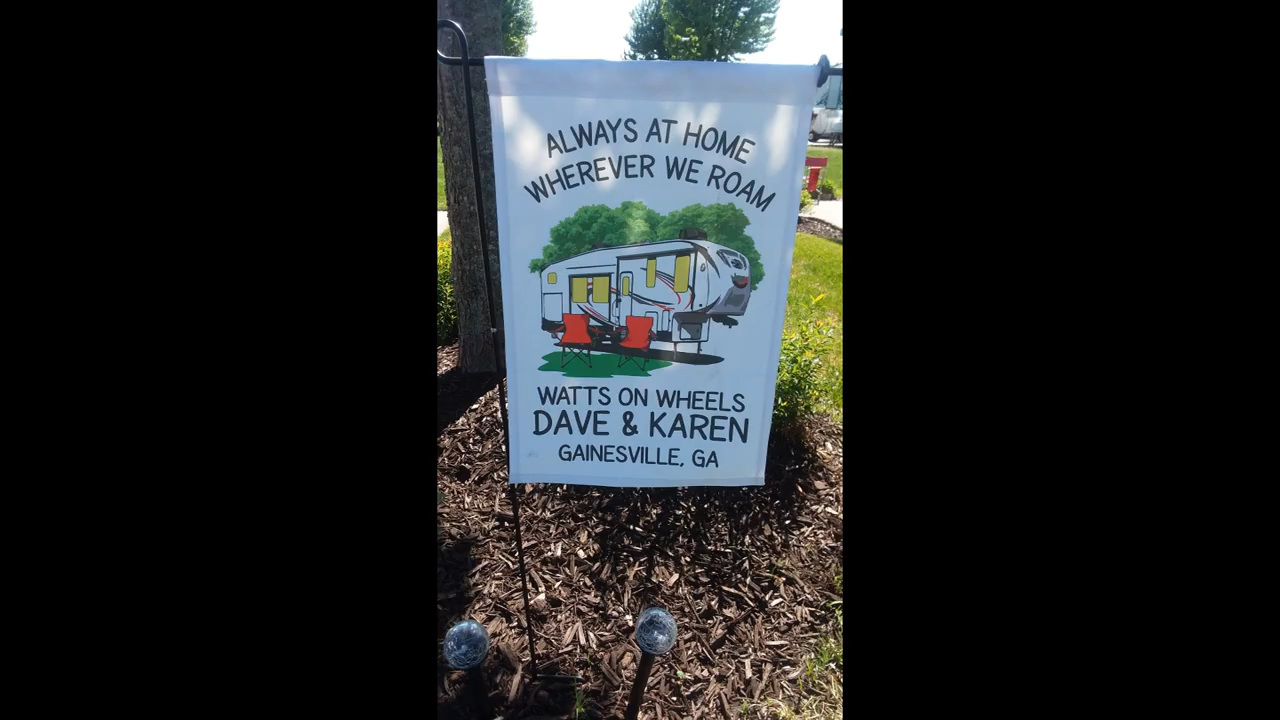 ALWAYS AT HOME
WHEREVER WE ROAM
WATTS ON WHEELS
DAVE & KAREN
GAINESVILLE, GA